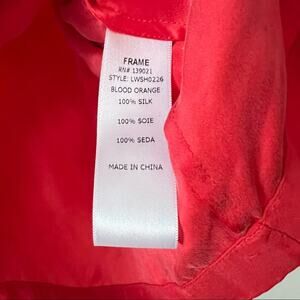 FRAME
RN# 139021
STYLE: LWSH0226
BLOOD ORANGE
100% SILK
100% SOIE
100% SEDA
MADE IN CHINA